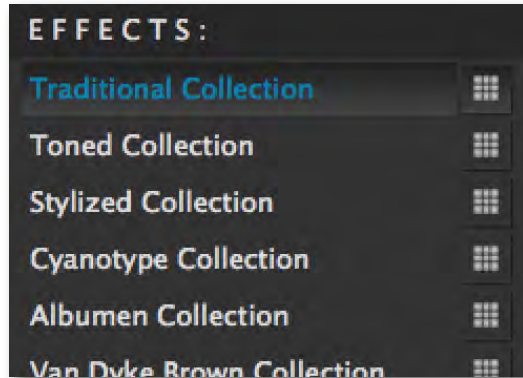 EFFECTS:
Traditional Collection
Toned Collection
Stylized Collection
Cyanotype Collection
Albumen Collection
Van Dyke Brown Collection